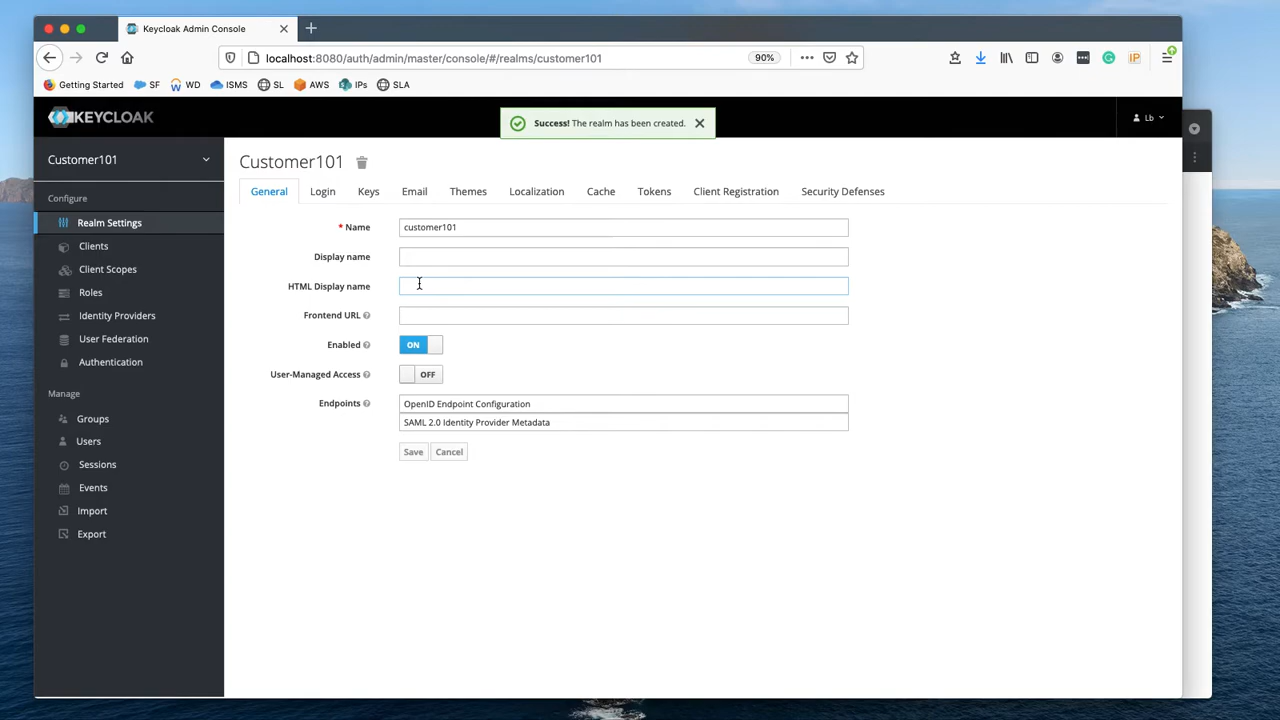 Keycloak Admin Console
localhost:8080/auth/admin/master/console/#/realms/customer101
90%
Getting Started
SF
WD
ISMS
SL
AWS
IPs
SLA
IP
KEYCLOAK
Success! The realm has been created.
Lb
Customer101
Configure
Realm Settings
Clients
Client Scopes
Roles
Identity Providers
User Federation
Authentication
Manage
Groups
Users
Sessions
Events
Import
Export
Customer101
General
Login
Keys
Email
Themes
Localization
Cache
Tokens
Client Registration
Security Defenses
* Name
customer101
Display name
HTML Display name
Frontend URL
Enabled
ON
User-Managed Access
OFF
Endpoints
OpenID Endpoint Configuration
SAML 2.0 Identity Provider Metadata
Save
Cancel